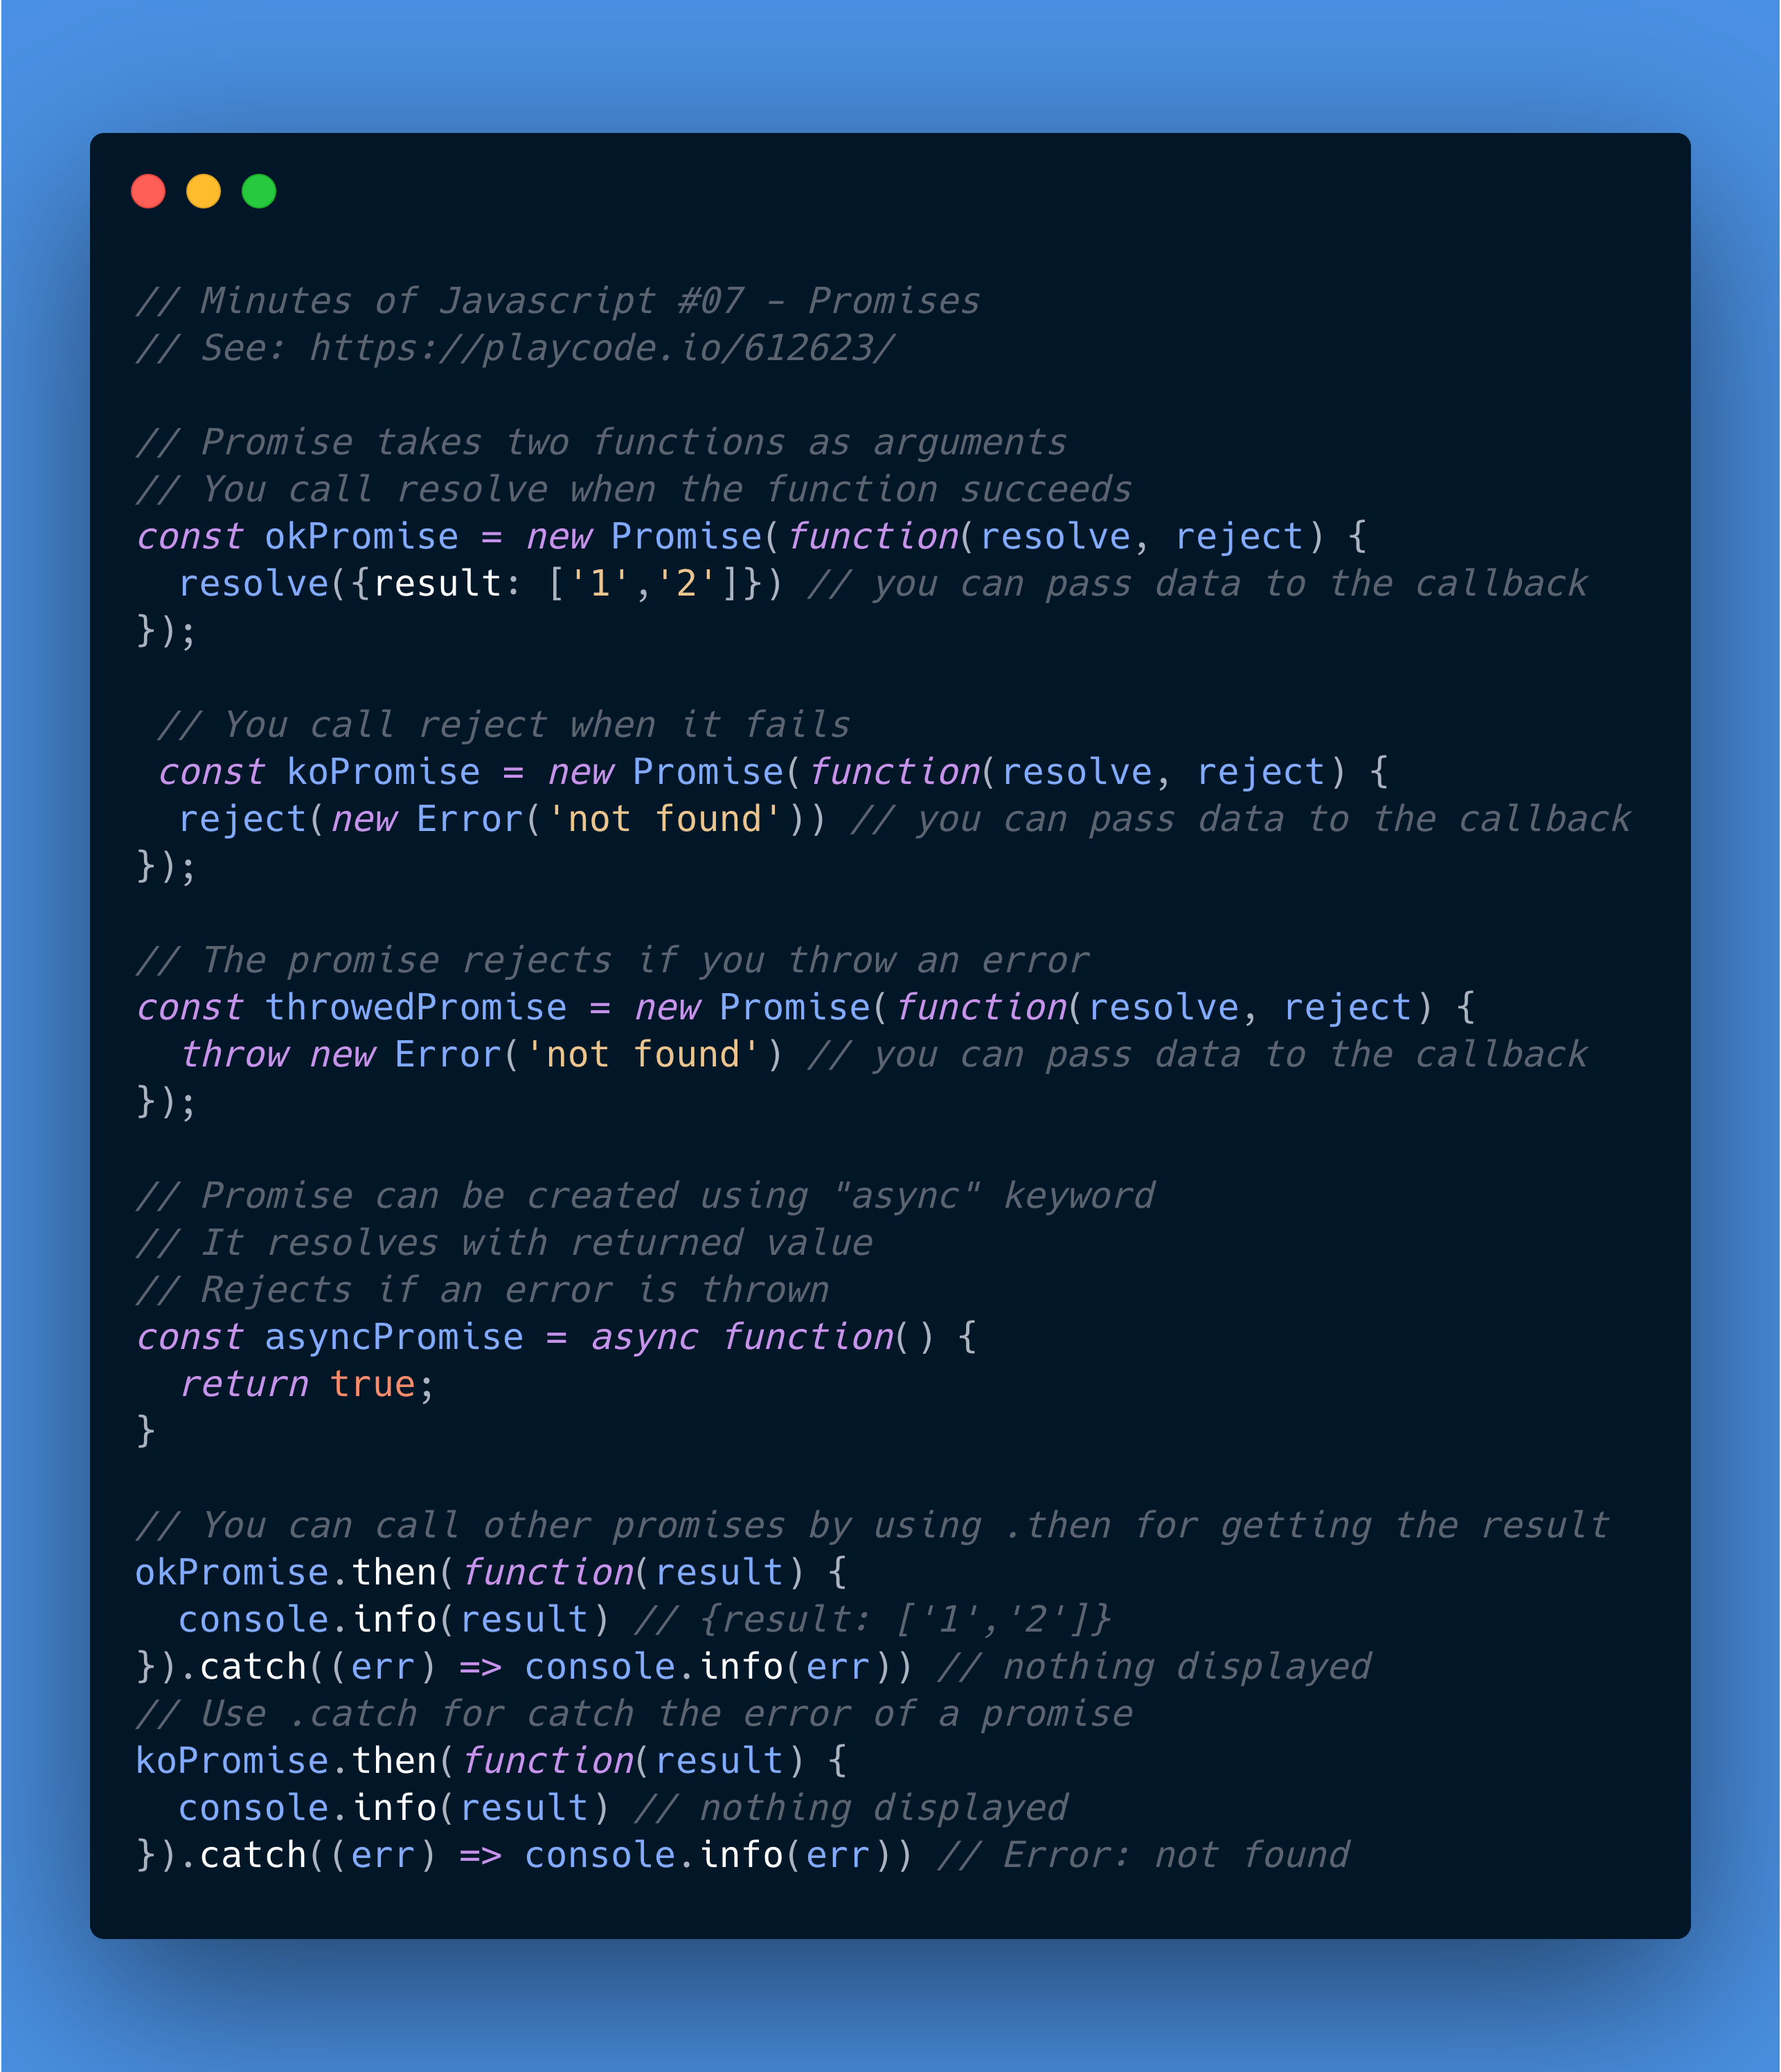 // Minutes of Javascript #07 - Promises
// See: https://playcode.io/612623/
// Promise takes two functions as arguments
// You call resolve when the function succeeds
const okPromise = new Promise(function(resolve, reject) {
  resolve({result: ['1','2']}) // you can pass data to the callback
});
 // You call reject when it fails
 const koPromise = new Promise(function(resolve, reject) {
  reject(new Error('not found')) // you can pass data to the callback
});
// The promise rejects if you throw an error
const throwedPromise = new Promise(function(resolve, reject) {
  throw new Error('not found') // you can pass data to the callback
});
// Promise can be created using "async" keyword
// It resolves with returned value
// Rejects if an error is thrown
const asyncPromise = async function() {
  return true;
}
// You can call other promises by using .then for getting the result
okPromise.then(function(result) {
  console.info(result) // {result: ['1','2']}
}).catch((err) => console.info(err)) // nothing displayed
// Use .catch for catch the error of a promise
koPromise.then(function(result) {
  console.info(result) // nothing displayed
}).catch((err) => console.info(err)) // Error: not found